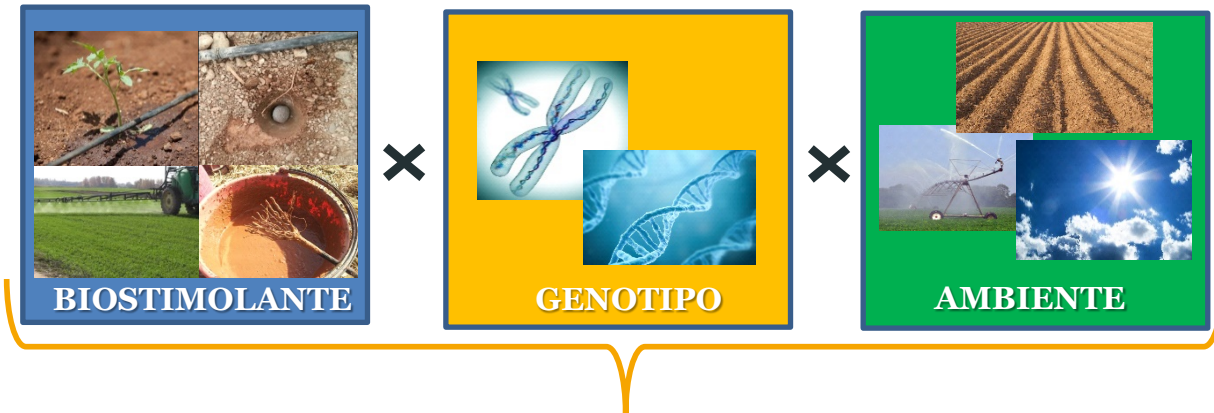 BIOSTIMOLANTE
×
GENOTIPO
×
AMBIENTE